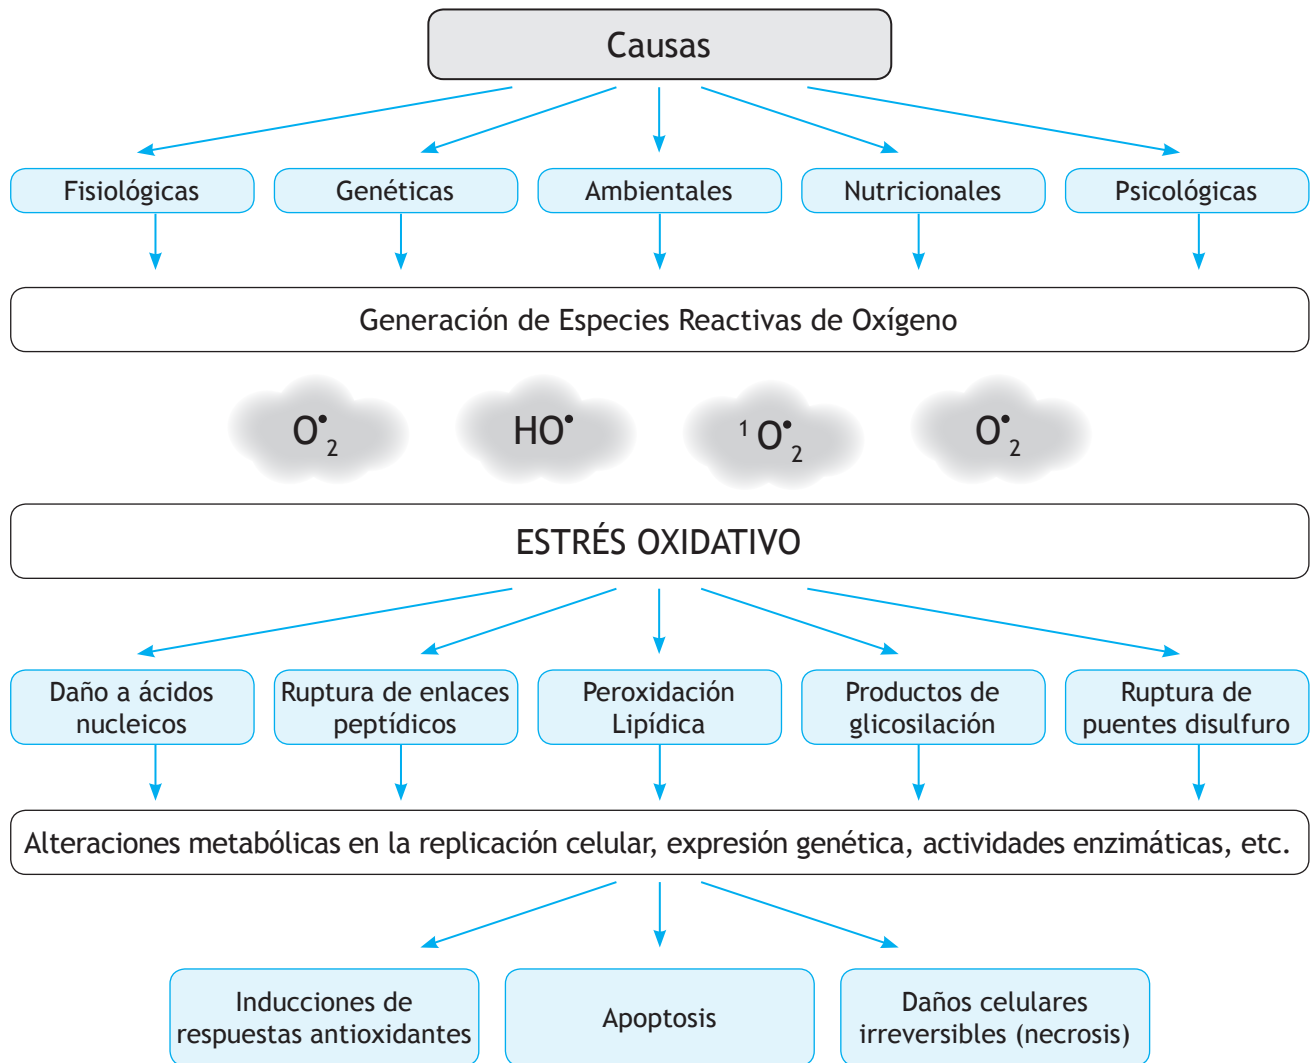 Causas
Fisiológicas
Genéticas
Ambientales
Nutricionales
Psicológicas
Generación de Especies Reactivas de Oxígeno
O•₂
HO•
¹ O•₂
O•₂
ESTRÉS OXIDATIVO
Daño a ácidos
nucleicos
Ruptura de enlaces
peptídicos
Peroxidación
Lipídica
Productos de
glicosilación
Ruptura de
puentes disulfuro
Alteraciones metabólicas en la replicación celular, expresión genética, actividades enzimáticas, etc.
Inducciones de
respuestas antioxidantes
Apoptosis
Daños celulares
irreversibles (necrosis)